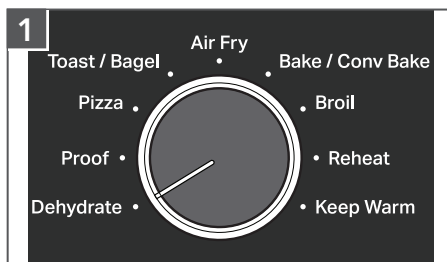 1
Air Fry
Toast / Bagel
Bake / Conv Bake
Pizza
Broil
Proof
Reheat
Dehydrate
Keep Warm